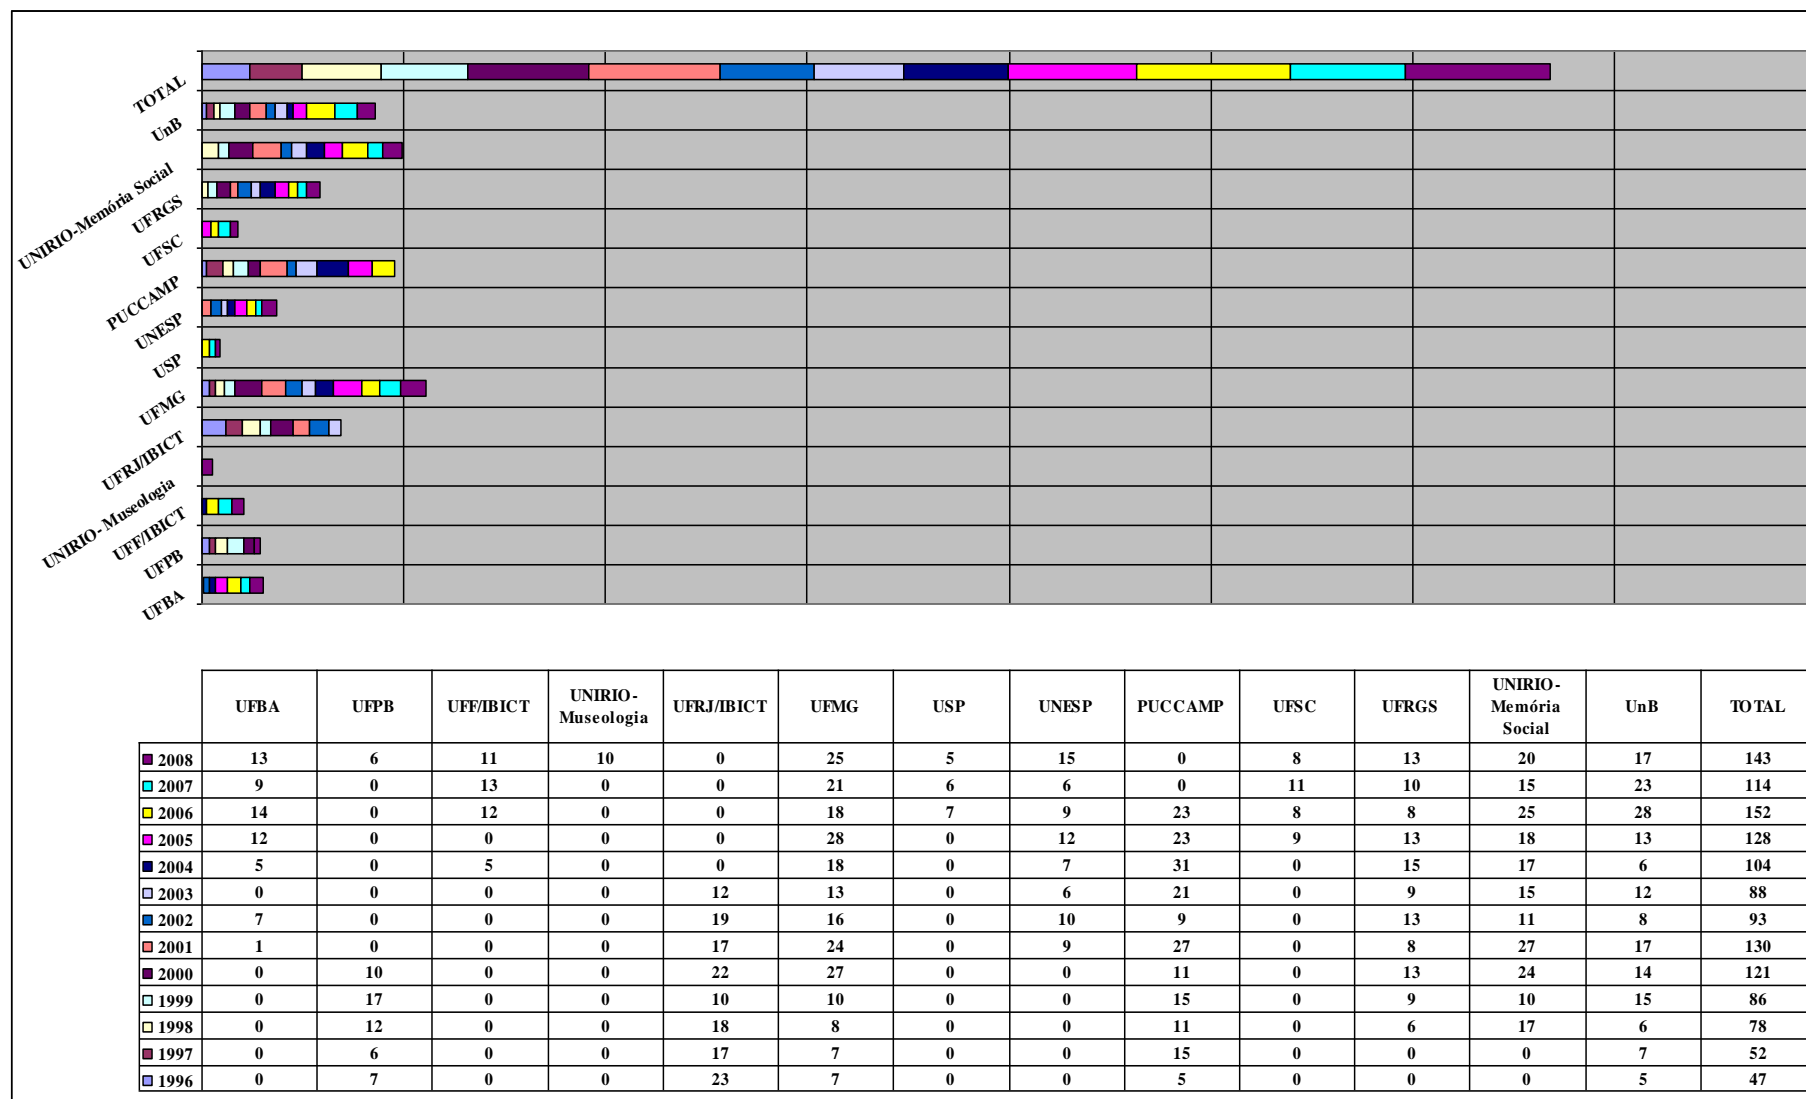 TOTAL
UnB
UNIRIO-Memória Social
UFRGS
UFSC
PUCCAMP
UNESP
USP
UFMG
UFRJ/IBICT
UNIRIO- Museologia
UFF/IBICT
UFPB
UFBA
UFBA UFPB UFF/IBICT UNIRIO- Museologia UFRJ/IBICT UFMG USP UNESP PUCCAMP UFSC UFRGS UNIRIO- Memória Social UnB TOTAL
2008 13 6 11 10 0 25 5 15 0 8 13 20 17 143
2007 9 0 13 0 0 21 6 6 0 11 10 15 23 114
2006 14 0 12 0 0 18 7 9 23 8 8 25 28 152
2005 12 0 0 0 0 28 0 12 23 9 13 18 13 128
2004 5 0 5 0 0 18 0 7 31 0 15 17 6 104
2003 0 0 0 0 12 13 0 6 21 0 9 15 12 88
2002 7 0 0 0 19 16 0 10 9 0 13 11 8 93
2001 1 0 0 0 17 24 0 9 27 0 8 27 17 130
2000 0 10 0 0 22 27 0 0 11 0 13 24 14 121
1999 0 17 0 0 10 10 0 0 15 0 9 10 15 86
1998 0 12 0 0 18 8 0 0 11 0 6 17 6 78
1997 0 6 0 0 17 7 0 0 15 0 0 0 7 52
1996 0 7 0 0 23 7 0 0 5 0 0 0 5 47